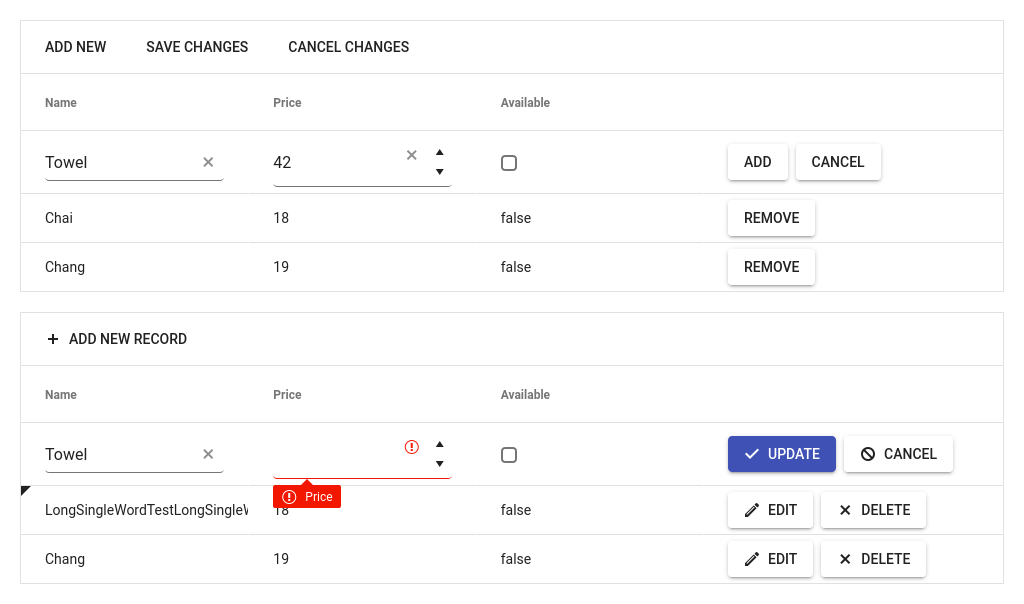 ADD NEW SAVE CHANGES CANCEL CHANGES
Name Price Available
Towel 42 ADD CANCEL
Chai 18 false REMOVE
Chang 19 false REMOVE
ADD NEW RECORD
Name Price Available
Towel UPDATE CANCEL
Price
LongSingleWordTestLongSingleW 18 false EDIT DELETE
Chang 19 false EDIT DELETE